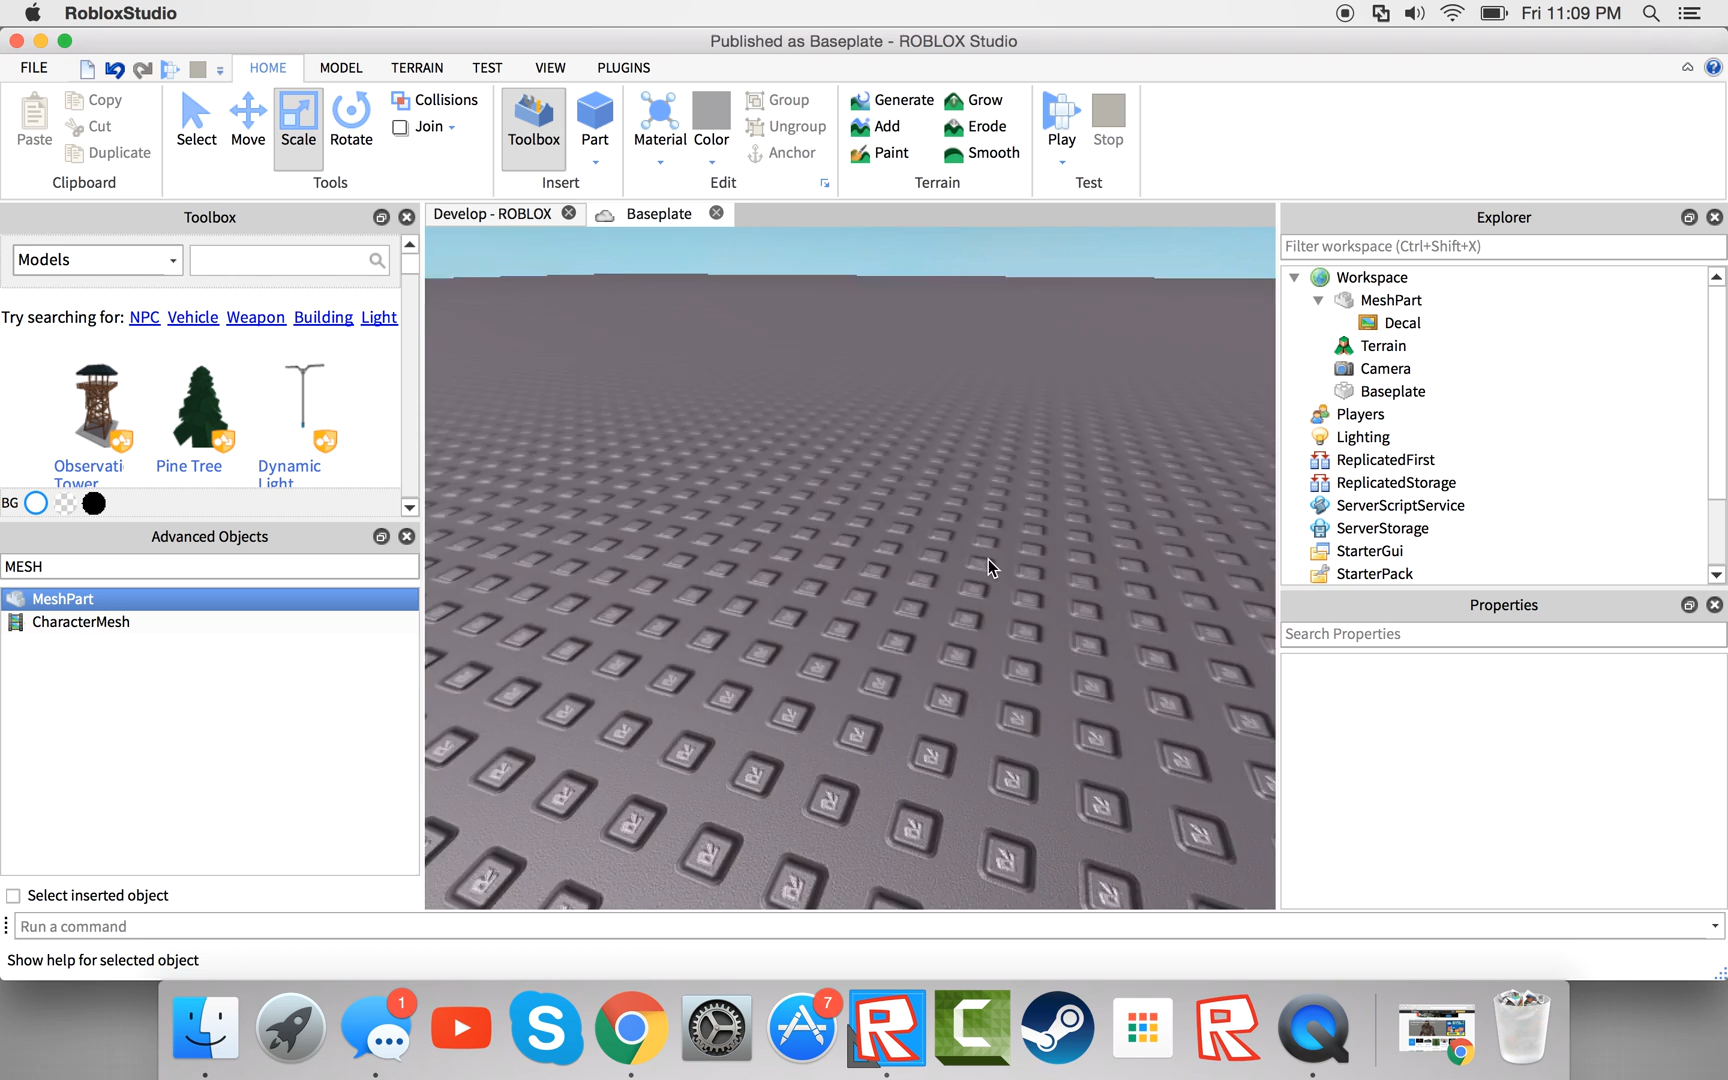 RobloxStudio
Fri 11:09 PM
Published as Baseplate - ROBLOX Studio
FILE HOME MODEL TERRAIN TEST VIEW PLUGINS
Paste
Copy
Cut
Duplicate
Clipboard
Select
Move
Scale
Rotate
Collisions
Join
Tools
Toolbox
Part
Insert
Material
Color
Group
Ungroup
Anchor
Edit
Generate
Add
Paint
Grow
Erode
Smooth
Terrain
Play
Stop
Test
Toolbox
Models
Try searching for: NPC Vehicle Weapon Building Light
Observati
Tower
Pine Tree
Dynamic
Light
BG
Advanced Objects
MESH
MeshPart
CharacterMesh
Select inserted object
Run a command
Show help for selected object
Develop - ROBLOX
Baseplate
Explorer
Filter workspace (Ctrl+Shift+X)
Workspace
MeshPart
Decal
Terrain
Camera
Baseplate
Players
Lighting
ReplicatedFirst
ReplicatedStorage
ServerScriptService
ServerStorage
StarterGui
StarterPack
Properties
Search Properties
1
7